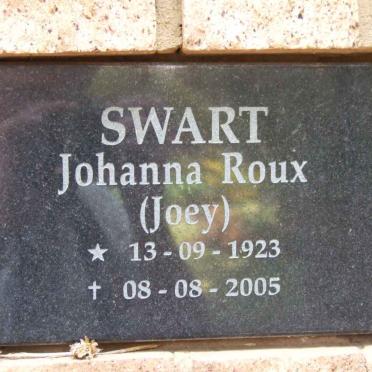 SWART
Johanna Roux
(Joey)
★ 13-09-1923
† 08-08-2005